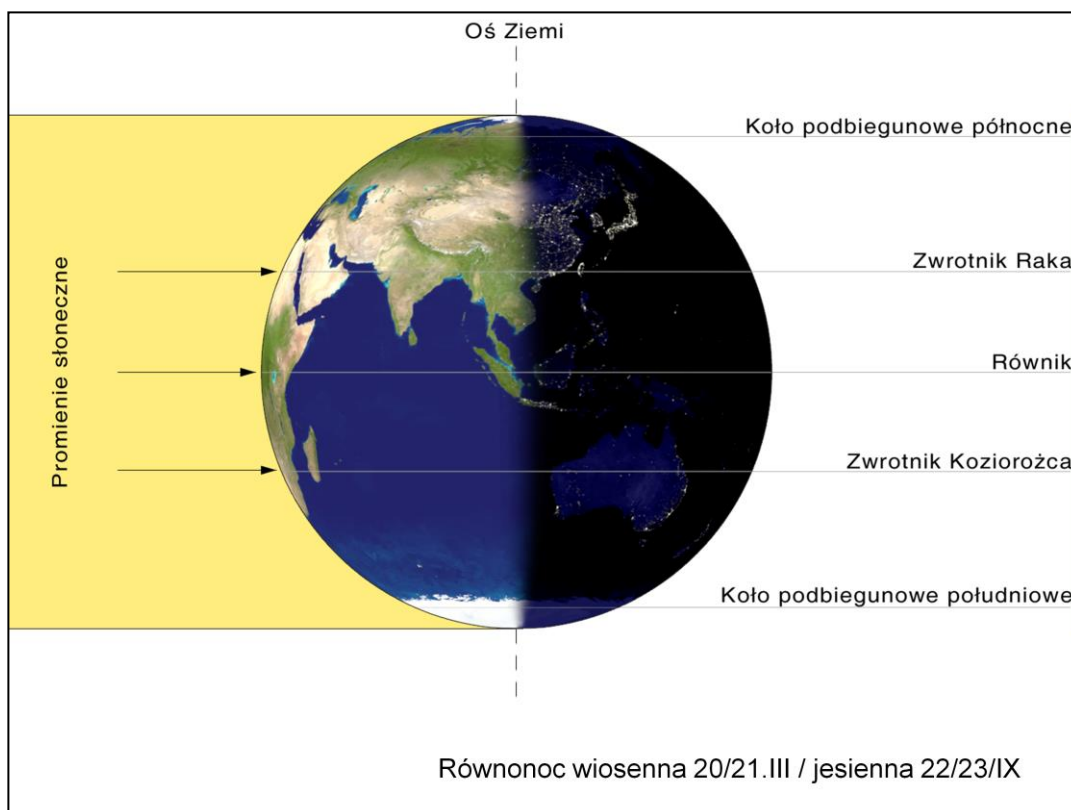 Oś Ziemi
Koło podbiegunowe północne
Zwrotnik Raka
Promienie słoneczne
Równik
Zwrotnik Koziorożca
Koło podbiegunowe południowe
Równonoc wiosenna 20/21.III / jesienna 22/23/IX